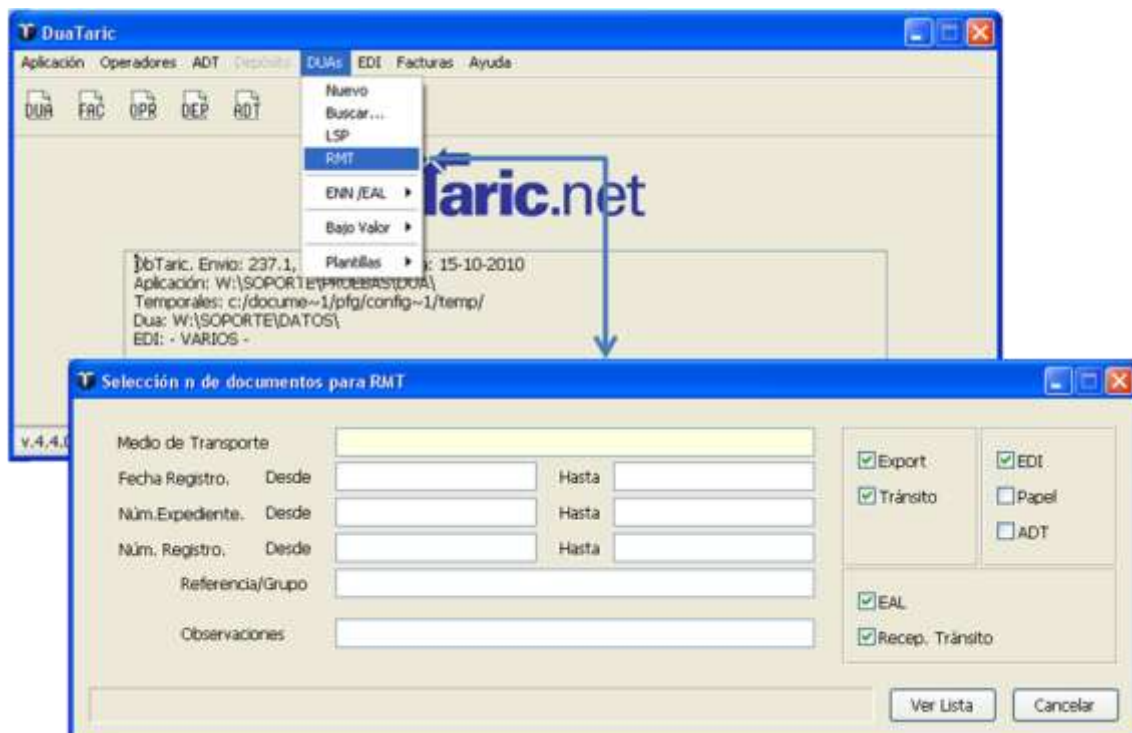 DuaTaric
Aplicación Operadores ADT Depósito DUAs EDI Facturas Ayuda
DUA FAC OPR DEP ADT
Nuevo
Buscar...
LSP
RMT
ENN /EAL
Bajo Valor
Plantillas
Taric.net
DbTaric. Envio: 237.1, : 15-10-2010
Aplicación: W:\SOPORTE\PRUEBAS\DUA\
Temporales: c:/docume~1/pfg/config~1/temp/
Dua: W:\SOPORTE\DATOS\
EDI: - VARIOS -
v.4.4.
Selección n de documentos para RMT
Medio de Transporte
Fecha Registro. Desde Hasta
Núm.Expediente. Desde Hasta
Núm. Registro. Desde Hasta
Referencia/Grupo
Observaciones
Export
Tránsito
EDI
Papel
ADT
EAL
Recep. Tránsito
Ver Lista Cancelar